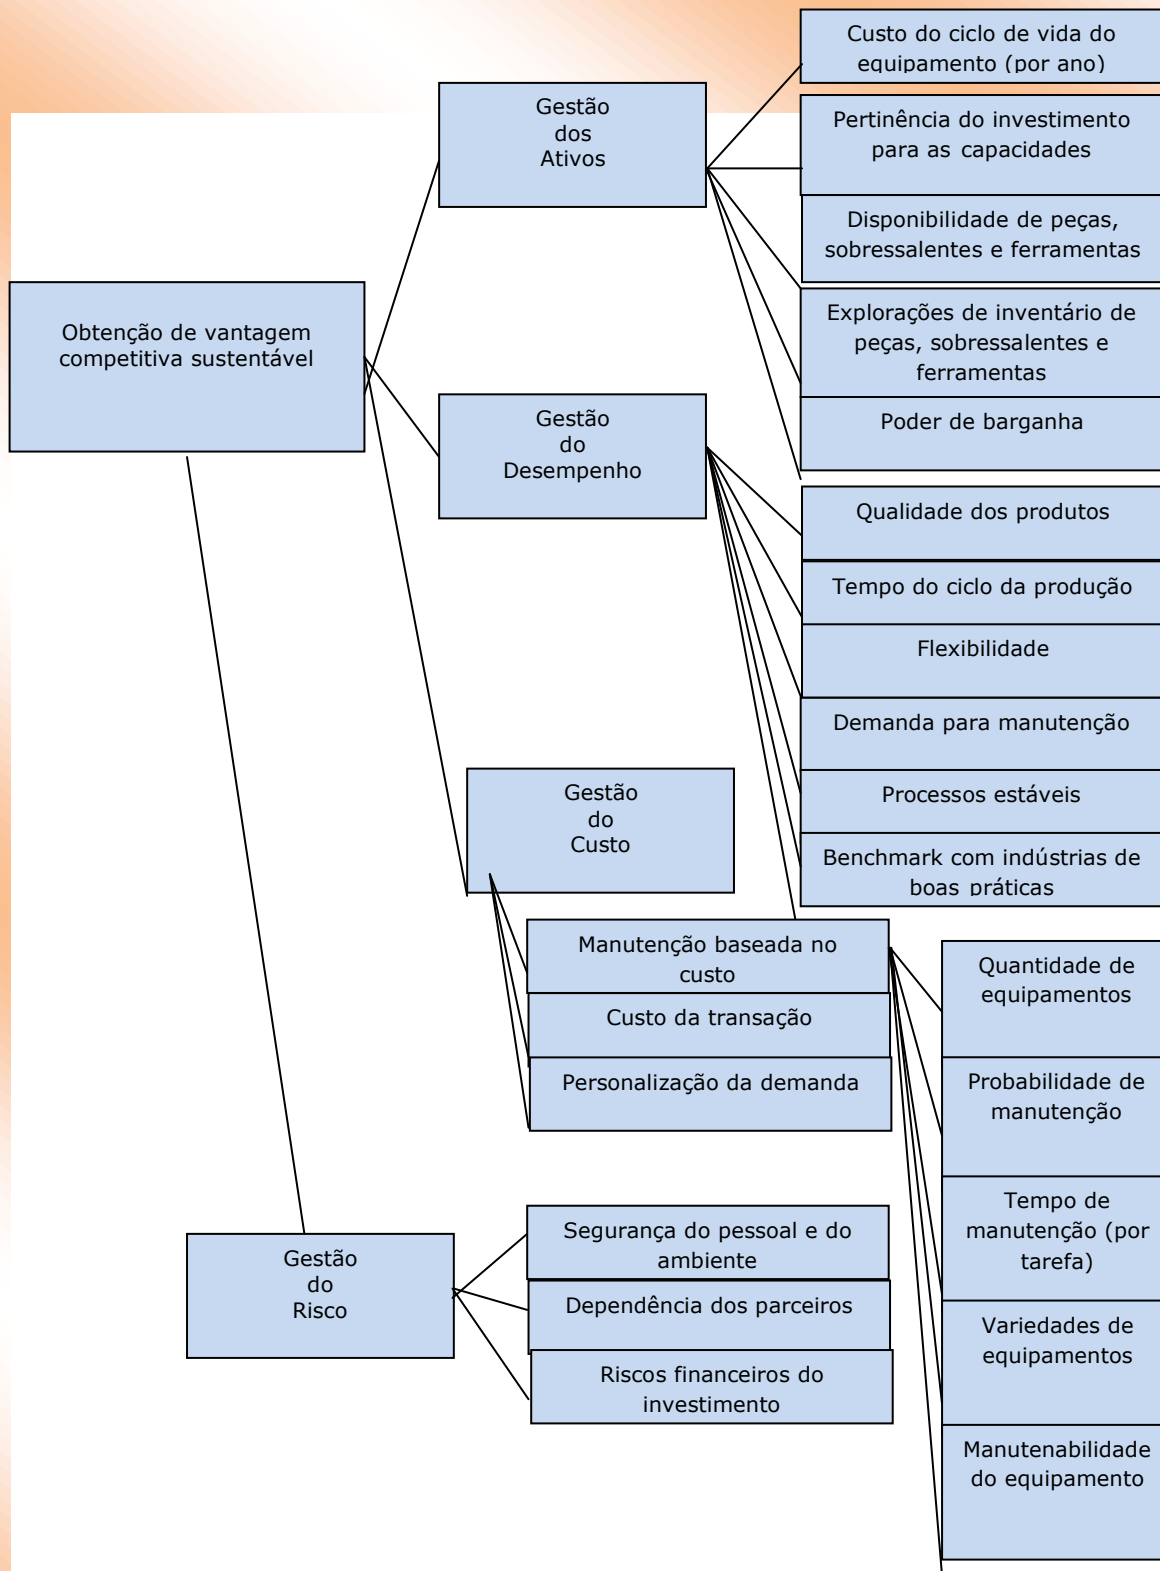 Custo do ciclo de vida do
equipamento (por ano)
Gestão
dos
Ativos
Pertinência do investimento
para as capacidades
Disponibilidade de peças,
sobressalentes e ferramentas
Obtenção de vantagem
competitiva sustentável
Explorações de inventário de
peças, sobressalentes e
ferramentas
Poder de barganha
Gestão
do
Desempenho
Qualidade dos produtos
Tempo do ciclo da produção
Flexibilidade
Demanda para manutenção
Processos estáveis
Benchmark com indústrias de
boas práticas
Gestão
do
Custo
Manutenção baseada no
custo
Custo da transação
Personalização da demanda
Quantidade de
equipamentos
Probabilidade de
manutenção
Tempo de
manutenção (por
tarefa)
Variedades de
equipamentos
Manutenabilidade
do equipamento
Gestão
do
Risco
Segurança do pessoal e do
ambiente
Dependência dos parceiros
Riscos financeiros do
investimento